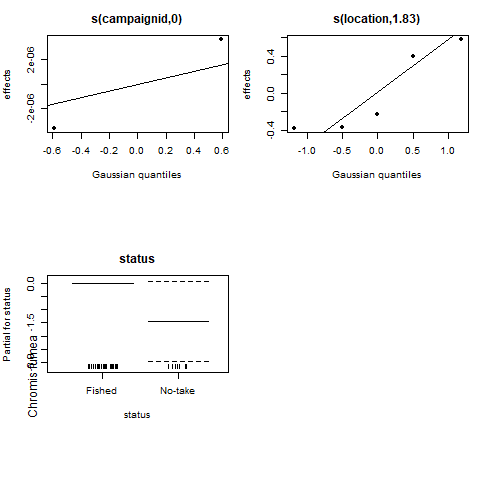 s(campaignid,0)
effects
2e-06
-2e-06
-0.6 -0.4 -0.2 0.0 0.2 0.4 0.6
Gaussian quantiles
s(location,1.83)
effects
0.4
0.0
-0.4
-1.0 -0.5 0.0 0.5 1.0
Gaussian quantiles
status
Partial for status
Chromis fumea
0.0
-1.5
Fished No-take
status